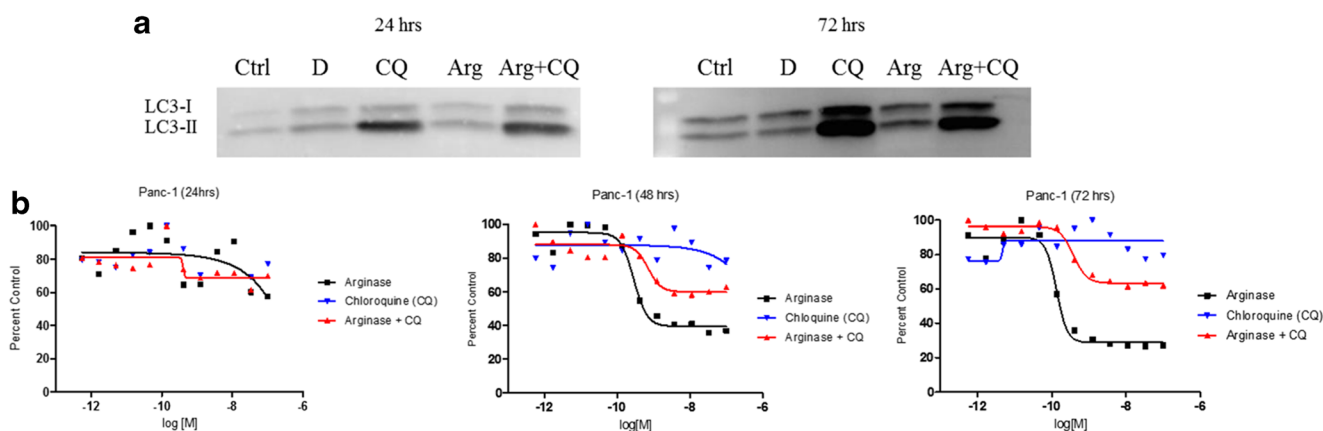 a
24 hrs
72 hrs
Ctrl D CQ Arg Arg+CQ
Ctrl D CQ Arg Arg+CQ
LC3-I
LC3-II
b
Panc-1 (24hrs)
Percent Control
100
80
60
40
20
0
-12 -10 -8 -6
log [M]
Arginase
Chloroquine (CQ)
Arginase + CQ
Panc-1 (48 hrs)
Percent Control
100
80
60
40
20
0
-12 -10 -8 -6
log[M]
Arginase
Chloquine (CQ)
Arginase + CQ
Panc-1 (72 hrs)
Percent Control
100
80
60
40
20
0
-12 -10 -8 -6
log[M]
Arginase
Chloroquine (CQ)
Arginase + CQ